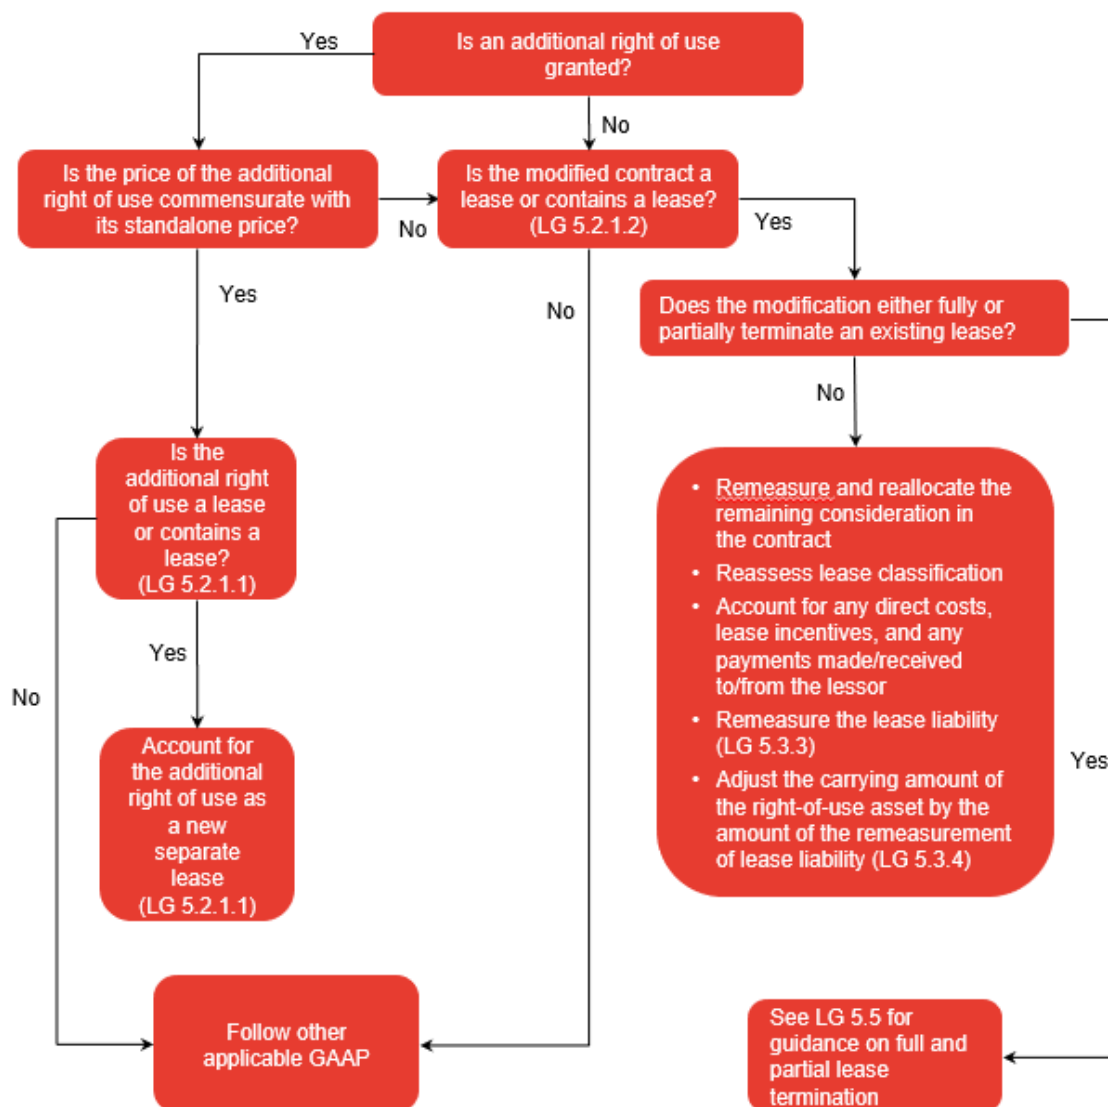 Is an additional right of use
granted?
Yes
No
Is the price of the additional
right of use commensurate with
its standalone price?
No
Is the modified contract a
lease or contains a lease?
(LG 5.2.1.2)
Yes
Yes
No
Does the modification either fully or
partially terminate an existing lease?
No
Is the
additional right
of use a lease
or contains a
lease?
(LG 5.2.1.1)
• Remeasure and reallocate the
remaining consideration in
the contract
• Reassess lease classification
• Account for any direct costs,
lease incentives, and any
payments made/received
to/from the lessor
• Remeasure the lease liability
(LG 5.3.3)
• Adjust the carrying amount of
the right-of-use asset by the
amount of the remeasurement
of lease liability (LG 5.3.4)
Yes
No
Yes
Account for
the additional
right of use as
a new
separate
lease
(LG 5.2.1.1)
Follow other
applicable GAAP
See LG 5.5 for
guidance on full and
partial lease
termination